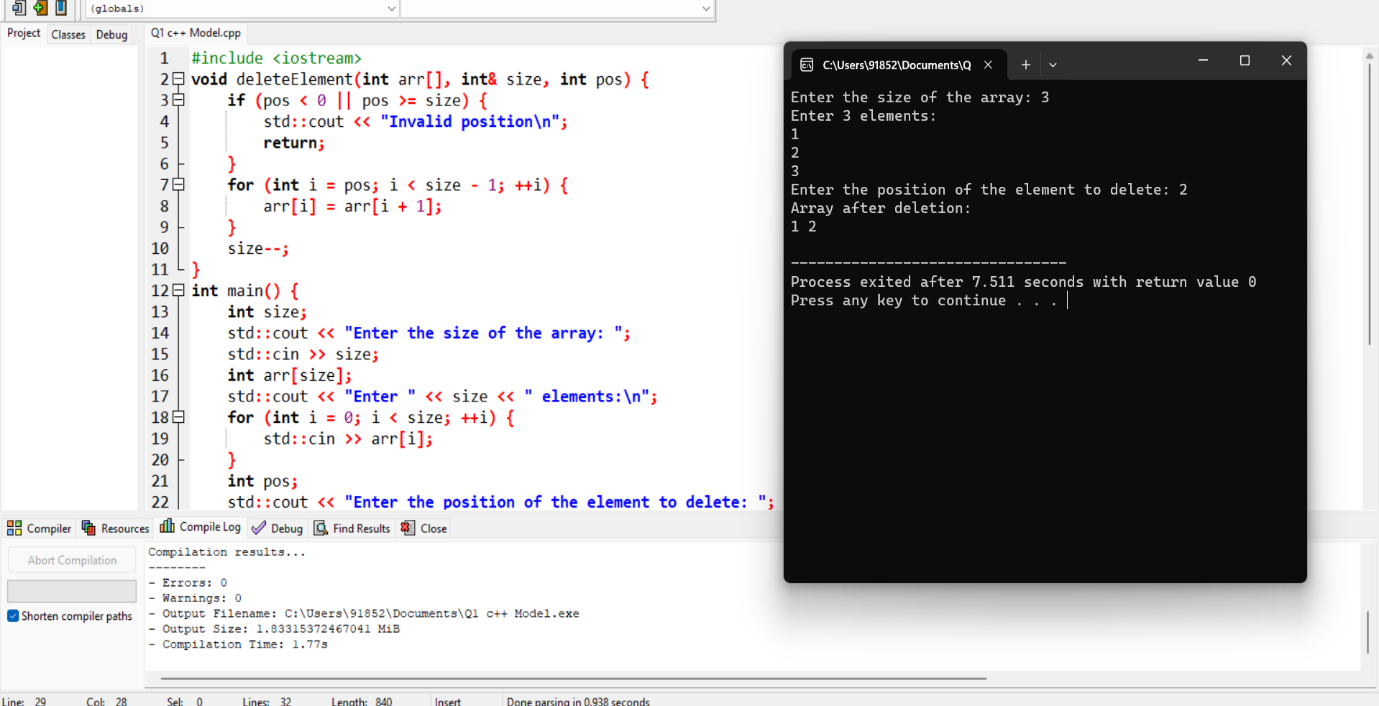 (globals)
Project Classes Debug
Q1 c++ Model.cpp
1 #include <iostream>
2 void deleteElement(int arr[], int& size, int pos) {
3 if (pos < 0 || pos >= size) {
4 std::cout << "Invalid position\n";
5 return;
6 }
7 for (int i = pos; i < size - 1; ++i) {
8 arr[i] = arr[i + 1];
9 }
10 size--;
11 }
12 int main() {
13 int size;
14 std::cout << "Enter the size of the array: ";
15 std::cin >> size;
16 int arr[size];
17 std::cout << "Enter " << size << " elements:\n";
18 for (int i = 0; i < size; ++i) {
19 std::cin >> arr[i];
20 }
21 int pos;
22 std::cout << "Enter the position of the element to delete: ";
C:\Users\91852\Documents\Q
Enter the size of the array: 3
Enter 3 elements:
1
2
3
Enter the position of the element to delete: 2
Array after deletion:
1 2
--------------------------------
Process exited after 7.511 seconds with return value 0
Press any key to continue . . .
Compiler Resources Compile Log Debug Find Results Close
Abort Compilation
Shorten compiler paths
Compilation results...
--------
- Errors: 0
- Warnings: 0
- Output Filename: C:\Users\91852\Documents\Q1 c++ Model.exe
- Output Size: 1.83315372467041 MiB
- Compilation Time: 1.77s
Line: 29 Col: 28 Sel: 0 Lines: 32 Length: 840 Insert Done parsing in 0.938 seconds